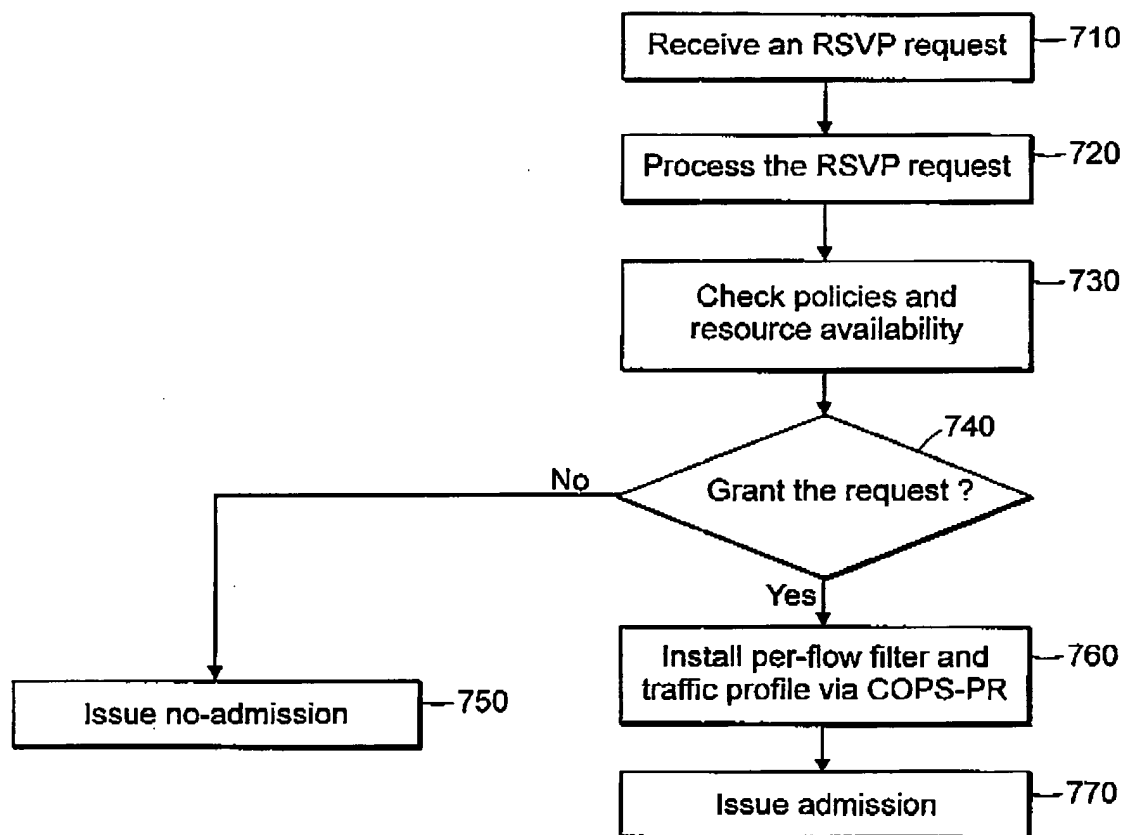 Receive an RSVP request
710
Process the RSVP request
720
Check policies and
resource availability
730
740
Grant the request ?
No
Yes
Install per-flow filter and
traffic profile via COPS-PR
760
Issue no-admission
750
Issue admission
770